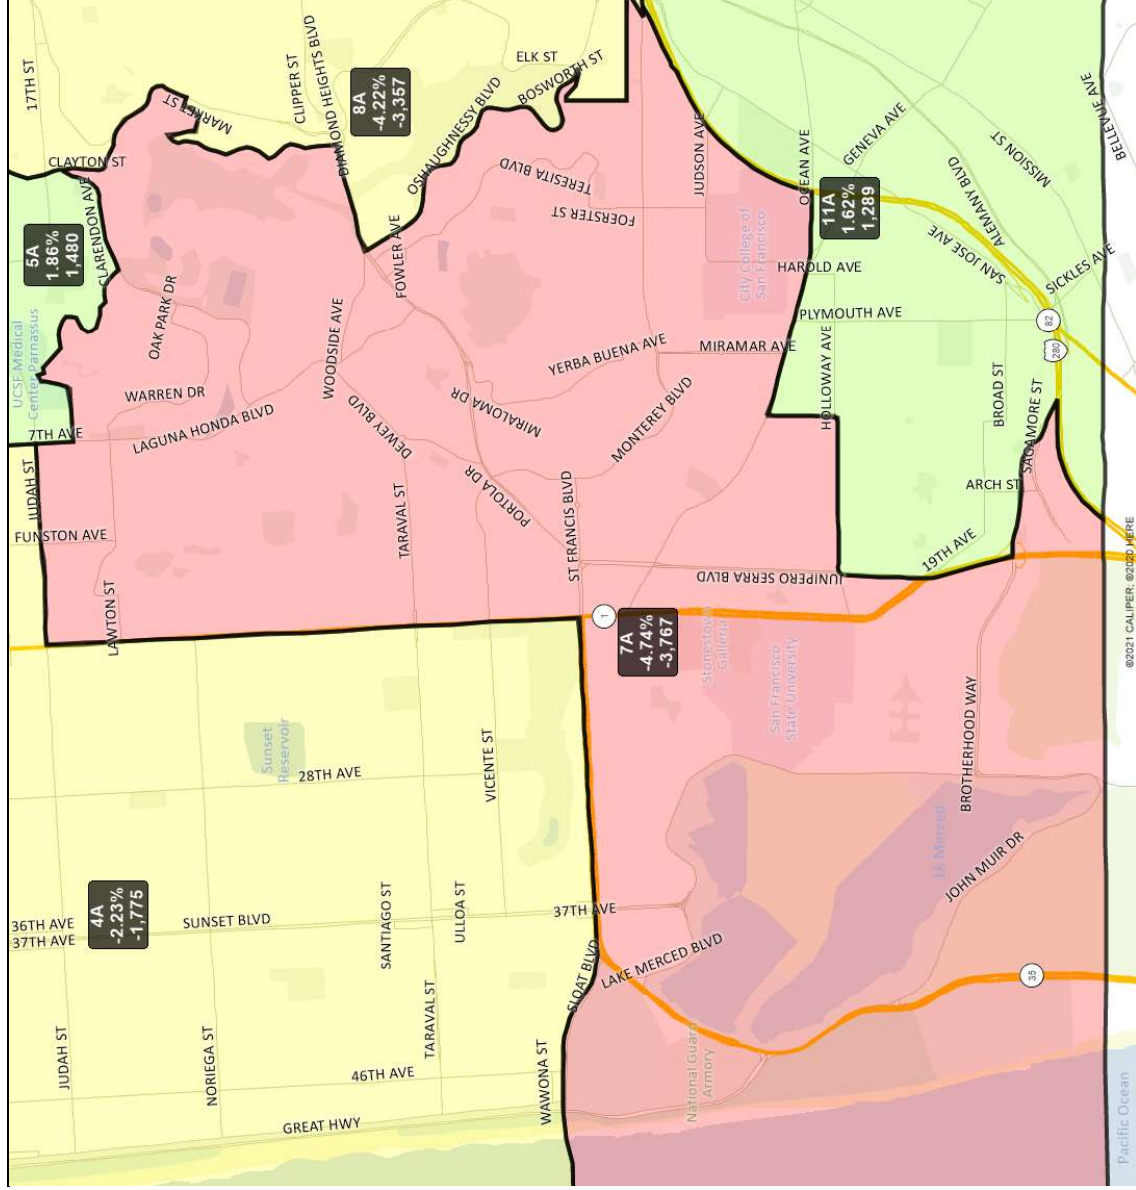 17TH ST
CLIPPER ST
DIAMOND HEIGHTS BLVD
ELK ST
BOSWORTH ST
8A
-4.22%
-3,357
MARKET ST
OSHAUGHNESSY BLVD
BELLEVUE AVE
GENEVA AVE
MISSION ST
JUDSON AVE
OCEAN AVE
CLAYTON ST
CLARENDON AVE
TERESITA BLVD
FOERSTER ST
11A
1.62%
1,289
ALEMANY BLVD
SAN JOSE AVE
SICKLES AVE
5A
1.86%
1,480
FOWLER AVE
City College of
San Francisco
HAROLD AVE
UCSF Medical
Center Parnassus
OAK PARK DR
WOODSIDE AVE
PLYMOUTH AVE
82
280
YERBA BUENA AVE
MIRAMAR AVE
HOLLOWAY AVE
BROAD ST
WARREN DR
LAGUNA HONDA BLVD
7TH AVE
DEWEY BLVD
MIRALOMA DR
MONTEREY BLVD
SAGAMORE ST
ARCH ST
JUDAH ST
FUNSTON AVE
TARAVAL ST
PORTOLA DR
ST FRANCIS BLVD
JUNIPERO SERRA BLVD
19TH AVE
LAWTON ST
1
7A
-4.74%
-3,767
Stonestown
Galleria
San Francisco
State University
BROTHERHOOD WAY
©2021 CALIPER; ©2020 HERE
Sunset
Reservoir
28TH AVE
VICENTE ST
Lk Merced
JOHN MUIR DR
4A
-2.23%
-1,775
36TH AVE
37TH AVE
SUNSET BLVD
SANTIAGO ST
ULLOA ST
37TH AVE
SLOAT BLVD
LAKE MERCED BLVD
35
JUDAH ST
NORIEGA ST
TARAVAL ST
46TH AVE
WAWONA ST
GREAT HWY
National Guard
Armory
Pacific Ocean